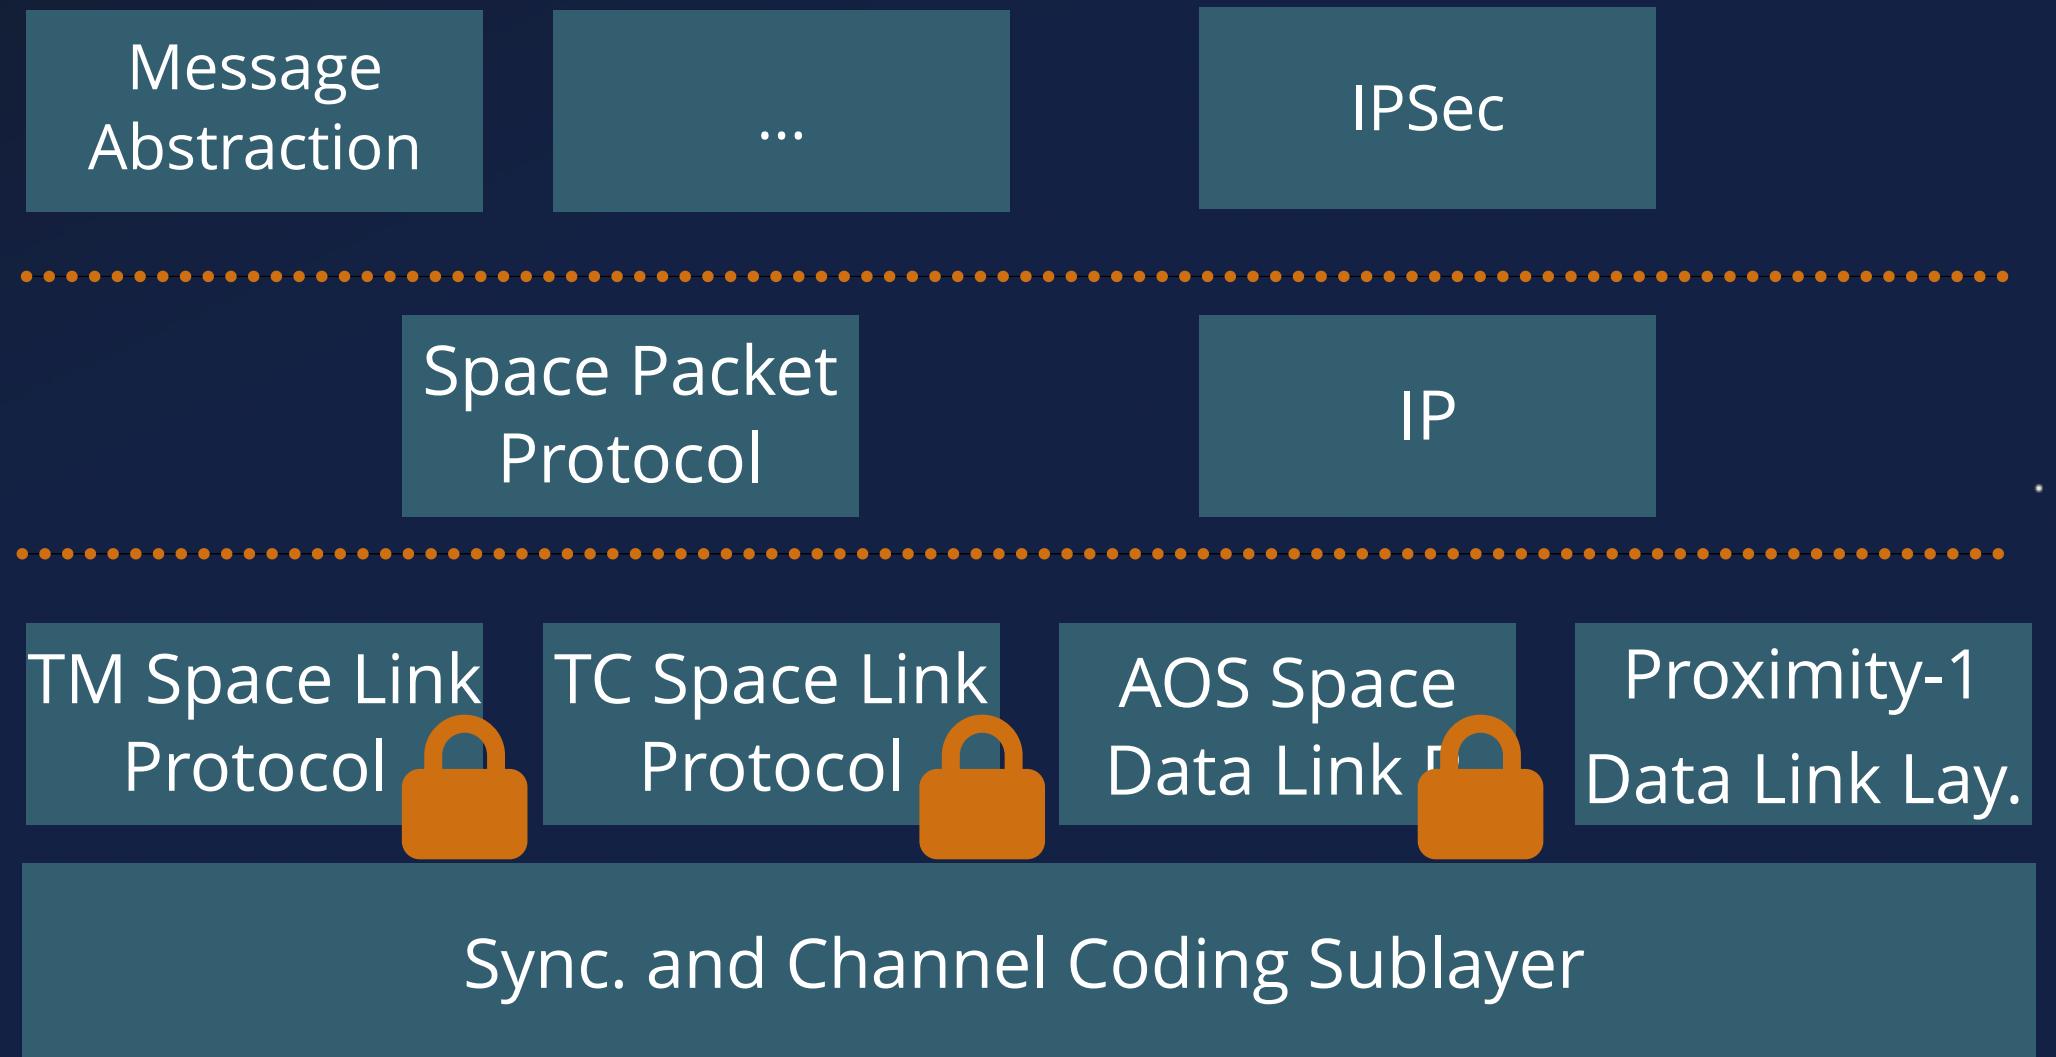 Message
Abstraction
...
IPSec
Space Packet
Protocol
IP
TM Space Link
Protocol
TC Space Link
Protocol
AOS Space
Data Link
Proximity-1
Data Link Lay.
Sync. and Channel Coding Sublayer